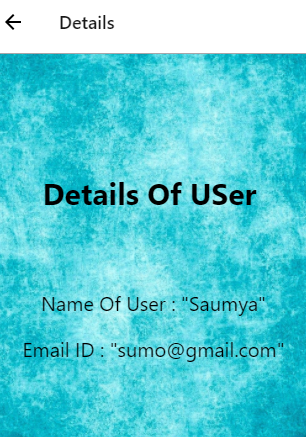 Details
Details Of USer
Name Of User : "Saumya"
Email ID : "sumo@gmail.com"